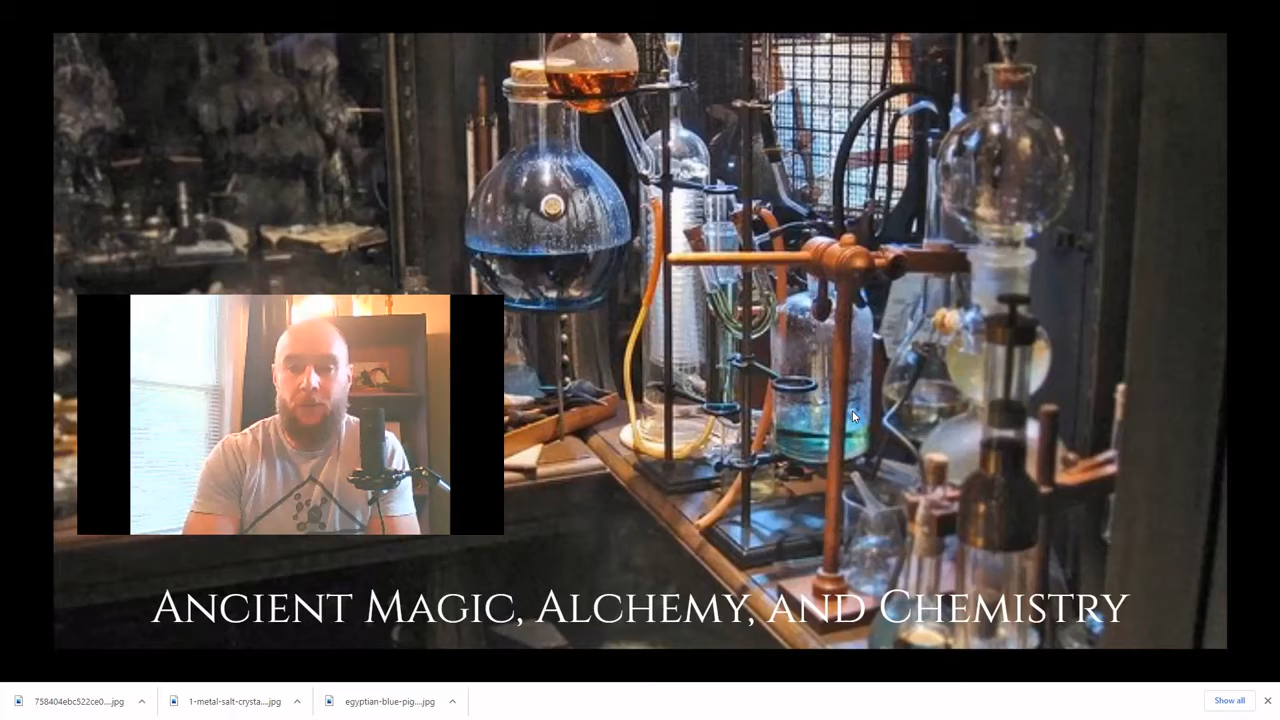 Ancient Magic, Alchemy, and Chemistry
758404ebc522ce0....jpg
1-metal-salt-crysta....jpg
egyptian-blue-pig....jpg
Show all